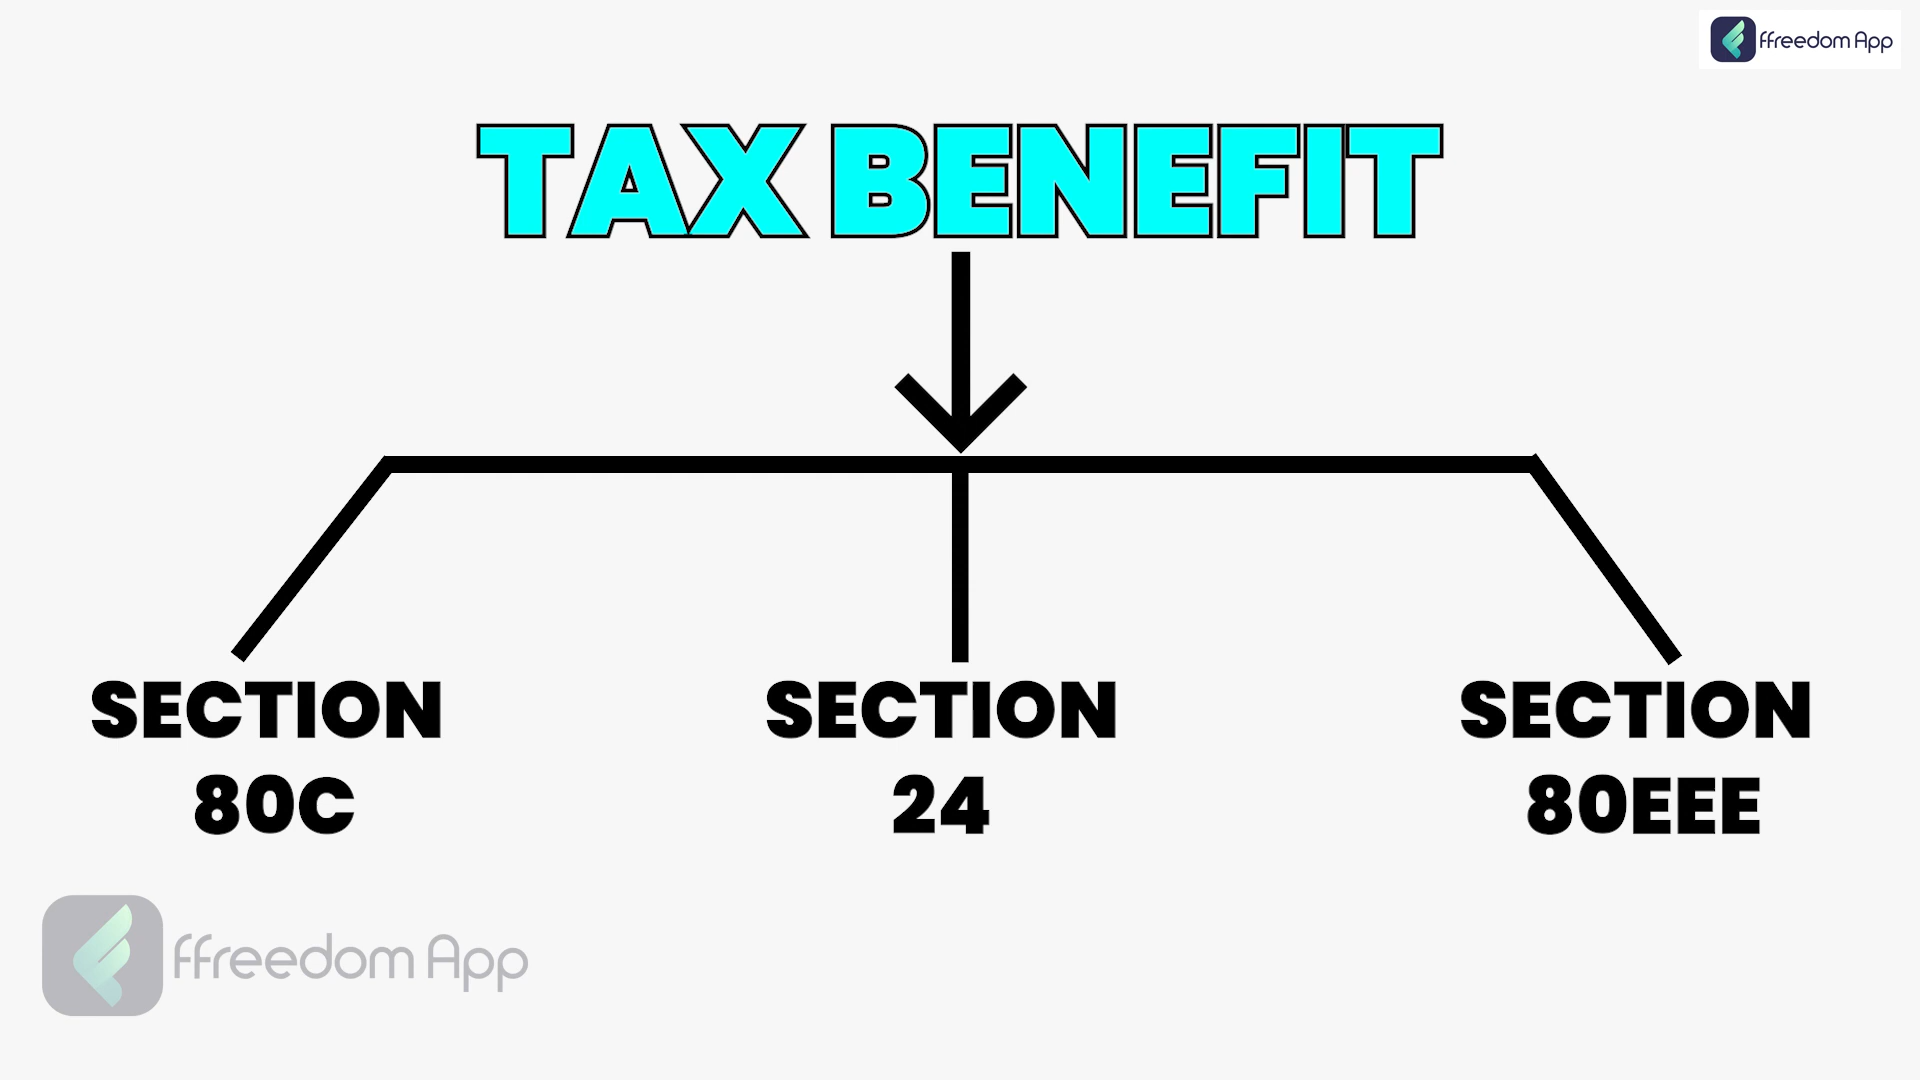 ffreedom App
TAX BENEFIT
SECTION
80C
SECTION
24
SECTION
80EEE
ffreedom App